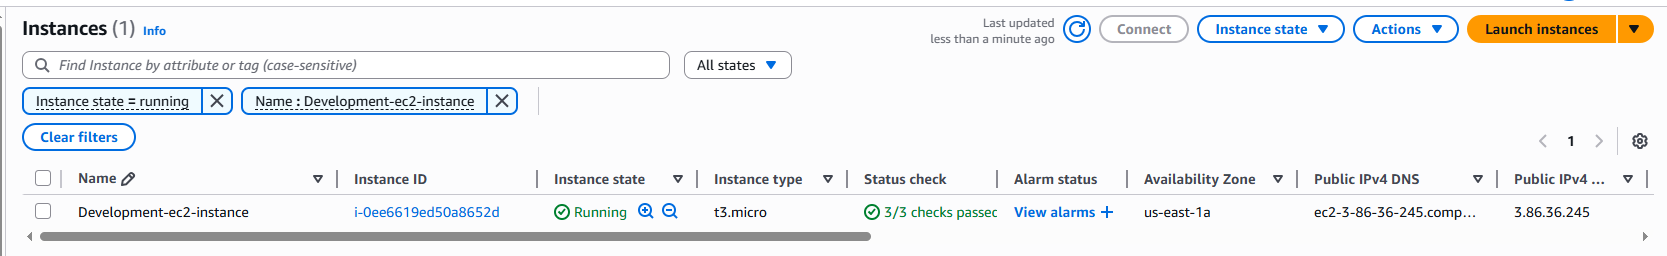 Instances (1) Info
Last updated
less than a minute ago
Connect
Instance state
Actions
Launch instances
Find Instance by attribute or tag (case-sensitive)
All states
Instance state = running
Name : Development-ec2-instance
Clear filters
1
Name Instance ID Instance state Instance type Status check Alarm status Availability Zone Public IPv4 DNS Public IPv4 ...
Development-ec2-instance i-0ee6619ed50a8652d Running t3.micro 3/3 checks passec View alarms + us-east-1a ec2-3-86-36-245.comp... 3.86.36.245